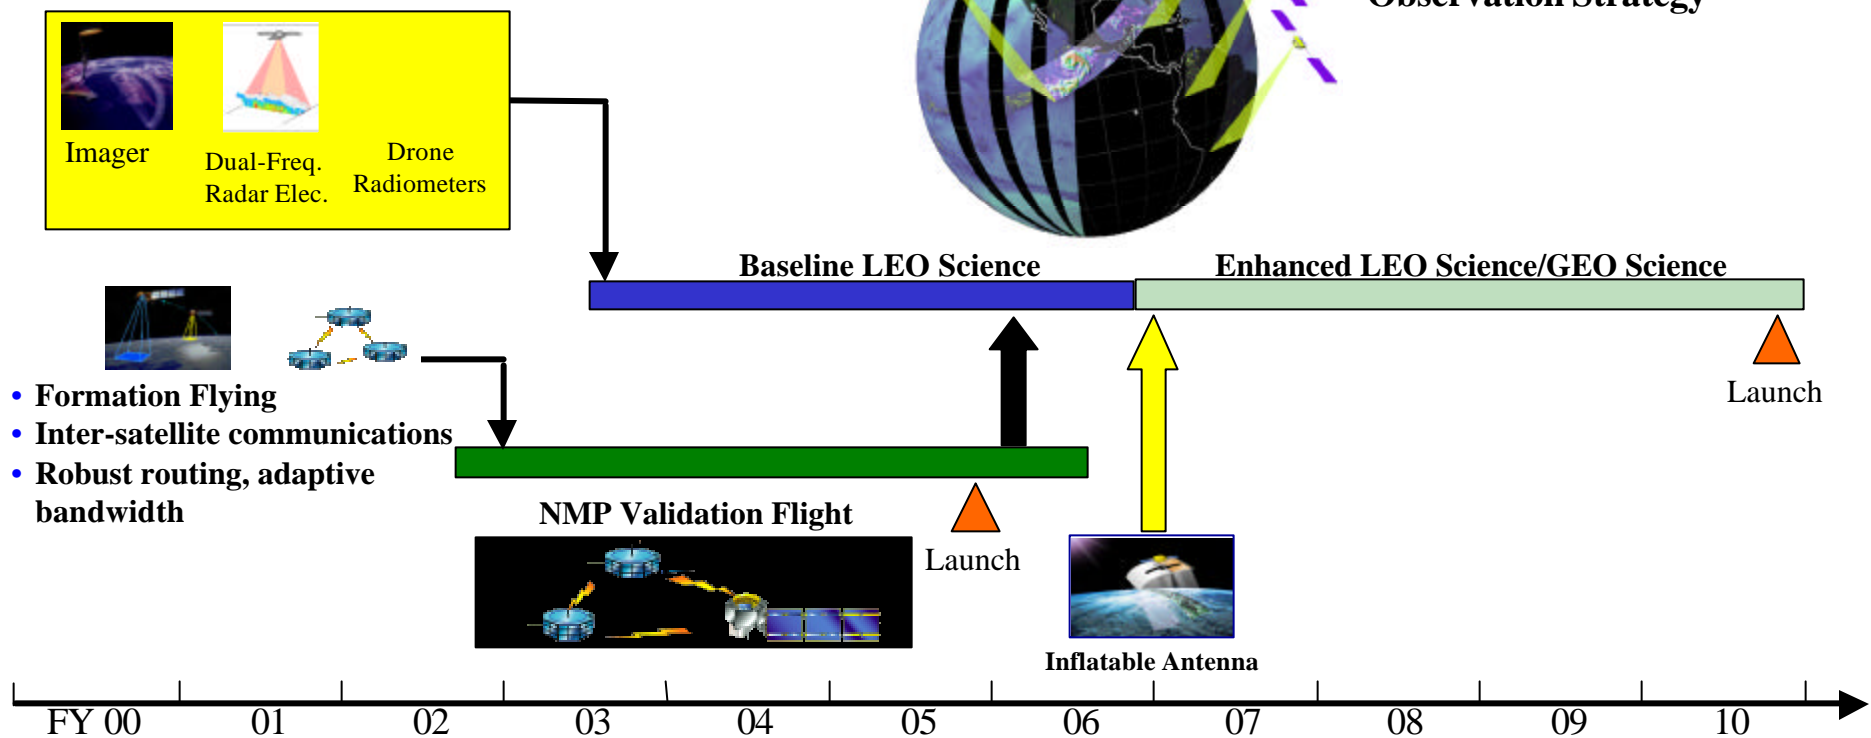 Observation Strategy
Imager
Dual-Freq.
Radar Elec.
Drone
Radiometers
Baseline LEO Science
Enhanced LEO Science/GEO Science
Launch
• Formation Flying
• Inter-satellite communications
• Robust routing, adaptive
bandwidth
NMP Validation Flight
Launch
Inflatable Antenna
FY 00 01 02 03 04 05 06 07 08 09 10